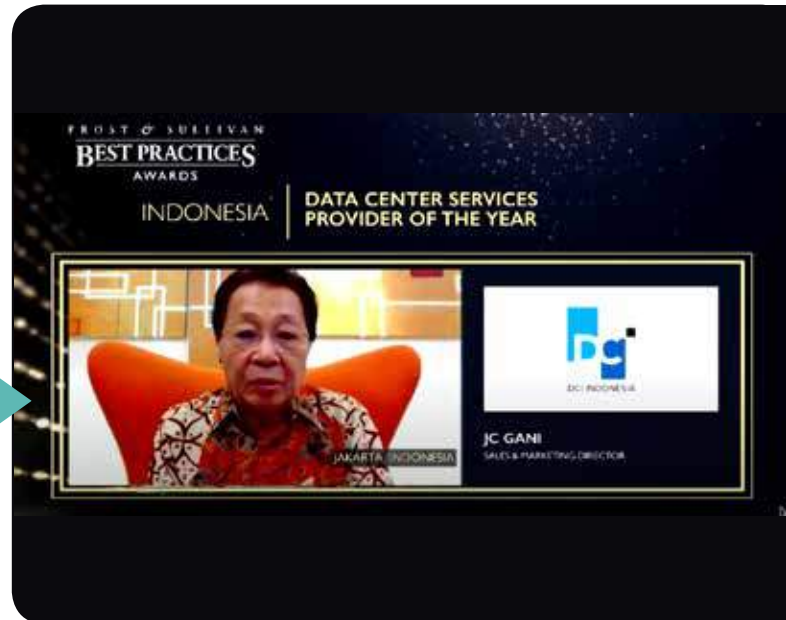 FROST & SULLIVAN
BEST PRACTICES
AWARDS
INDONESIA
DATA CENTER SERVICES
PROVIDER OF THE YEAR
JAKARTA INDONESIA
DCI
DCI INDONESIA
JC GANI
SALES & MARKETING DIRECTOR